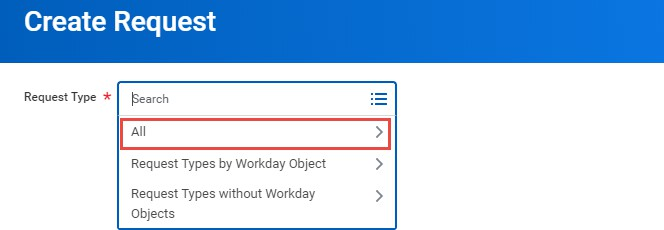 Create Request
Request Type *
Search
All
Request Types by Workday Object
Request Types without Workday
Objects